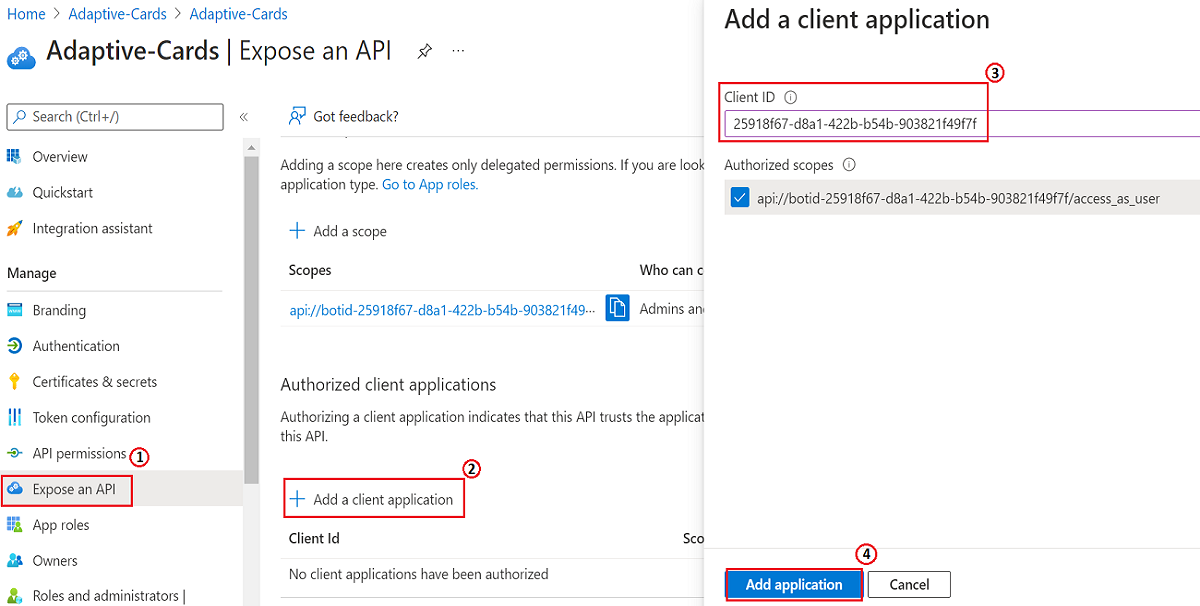 Home > Adaptive-Cards > Adaptive-Cards
Adaptive-Cards | Expose an API
...
Search (Ctrl+/)
«
Overview
Quickstart
Integration assistant
Manage
Branding
Authentication
Certificates & secrets
Token configuration
API permissions
1
Expose an API
App roles
Owners
Roles and administrators |
Got feedback?
Adding a scope here creates only delegated permissions. If you are look
application type. Go to App roles.
+ Add a scope
Scopes Who can c
api://botid-25918f67-d8a1-422b-b54b-903821f49··· Admins an
Authorized client applications
Authorizing a client application indicates that this API trusts the applicat
this API.
2
+ Add a client application
Client Id Sco
No client applications have been authorized
Add a client application
3
Client ID
25918f67-d8a1-422b-b54b-903821f49f7f
Authorized scopes
api://botid-25918f67-d8a1-422b-b54b-903821f49f7f/access_as_user
4
Add application Cancel